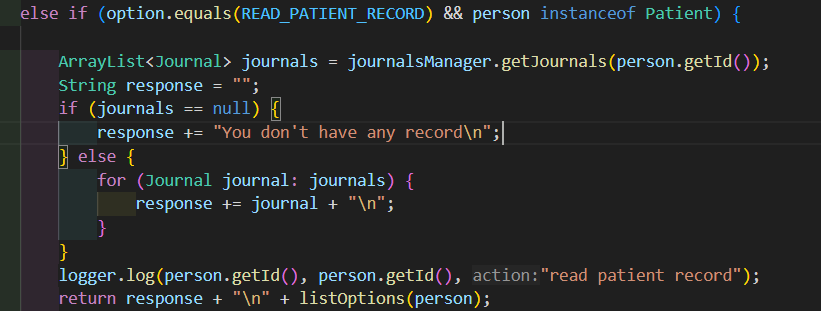 else if (option.equals(READ_PATIENT_RECORD) && person instanceof Patient) {
ArrayList<Journal> journals = journalsManager.getJournals(person.getId());
String response = "";
if (journals == null) {
response += "You don't have any record\n";
} else {
for (Journal journal: journals) {
response += journal + "\n";
}
}
logger.log(person.getId(), person.getId(), action:"read patient record");
return response + "\n" + listOptions(person);